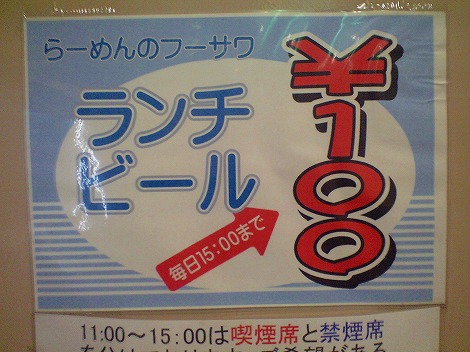 らーめんのフーサワ
ランチ
ビール
¥100
毎日15:00まで
11:00～15:00は喫煙席と禁煙席